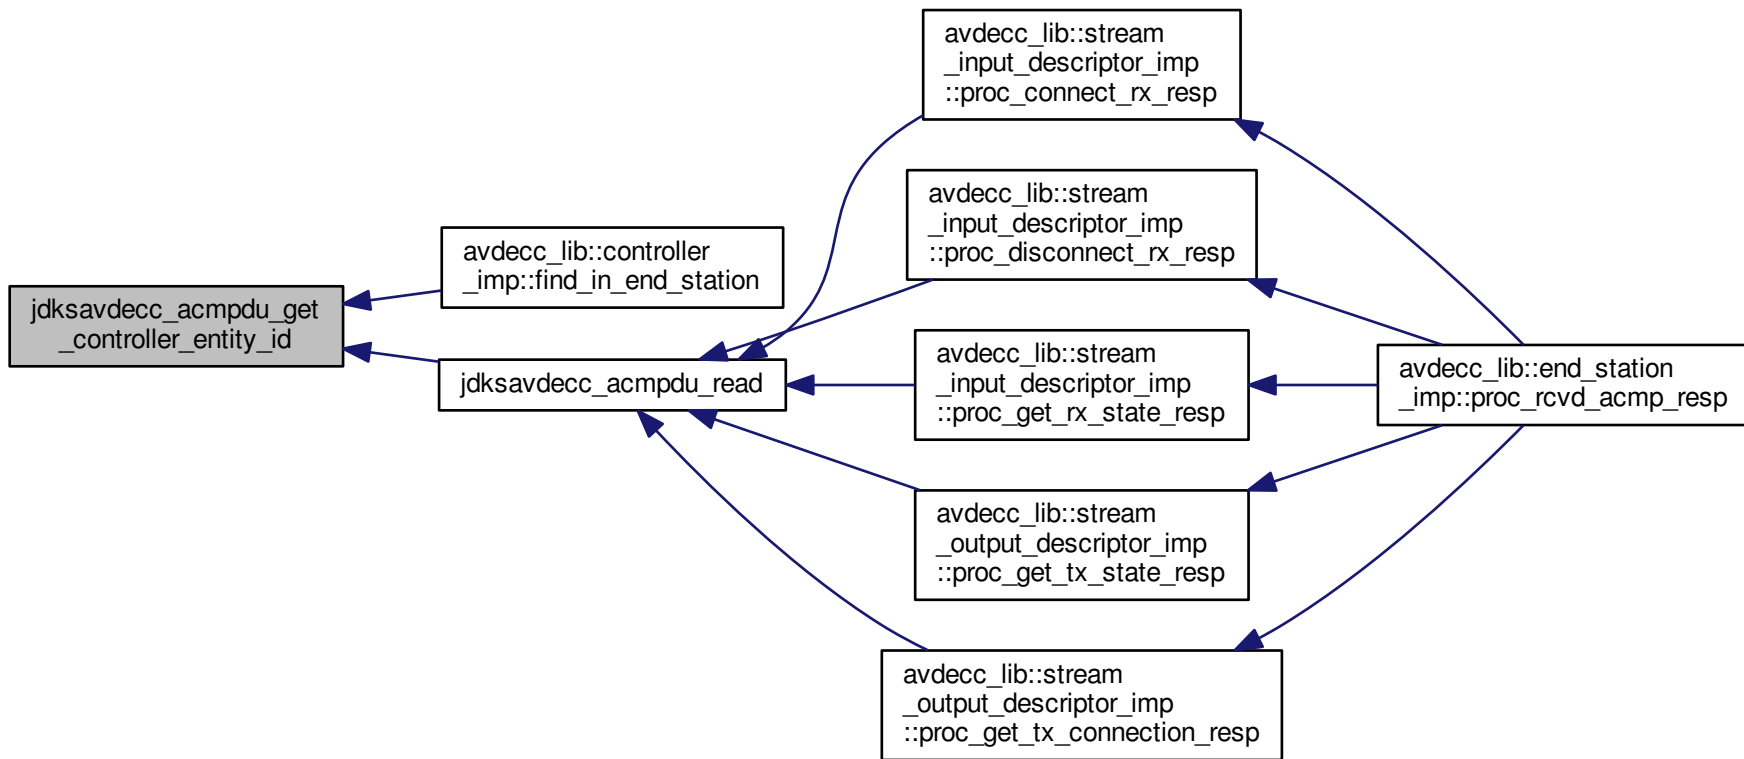 jdksavdecc_acmpdu_get
_controller_entity_id
avdecc_lib::controller
_imp::find_in_end_station
jdksavdecc_acmpdu_read
avdecc_lib::stream
_input_descriptor_imp
::proc_connect_rx_resp
avdecc_lib::stream
_input_descriptor_imp
::proc_disconnect_rx_resp
avdecc_lib::stream
_input_descriptor_imp
::proc_get_rx_state_resp
avdecc_lib::stream
_output_descriptor_imp
::proc_get_tx_state_resp
avdecc_lib::stream
_output_descriptor_imp
::proc_get_tx_connection_resp
avdecc_lib::end_station
_imp::proc_rcvd_acmp_resp